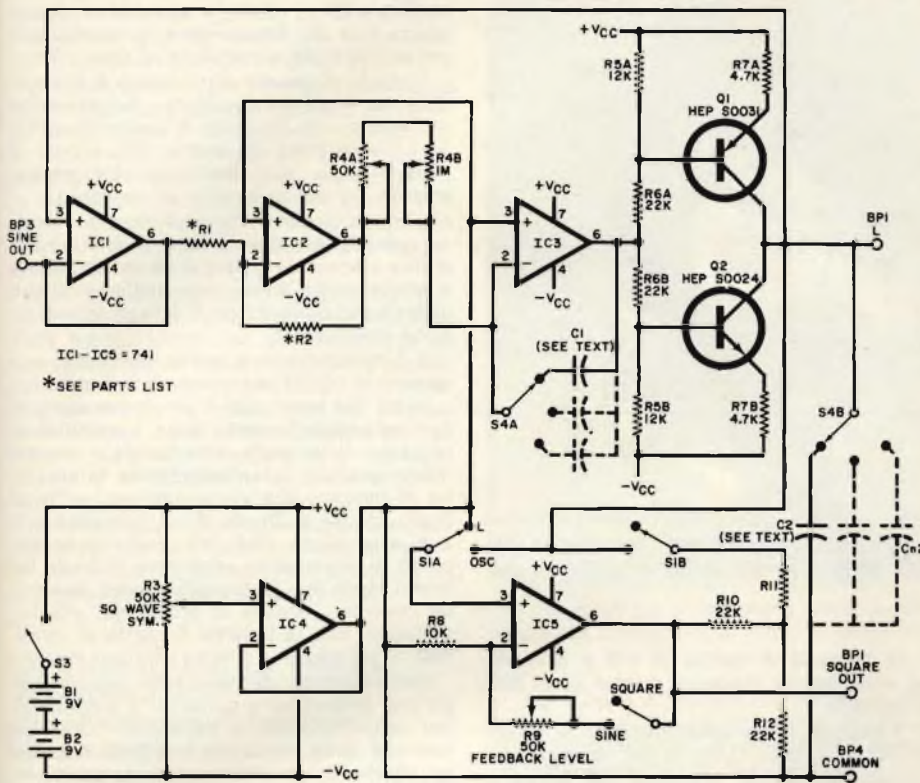 +VCC
R5A
12K
R7A
4.7K
Q1
HEP S0031
R4A
50K
R4B
1M
+VCC
7
3
+
IC1
6
2
-
4
-VCC
BP3
SINE
OUT
*R1
+VCC
7
3
+
IC2
6
2
-
4
-VCC
*R2
+VCC
7
3
+
IC3
6
2
-
4
-VCC
R6A
22K
R6B
22K
BP1
L
Q2
HEP S0024
IC1-IC5 = 741
*SEE PARTS LIST
C1
(SEE TEXT)
S4A
R5B
12K
R7B
4.7K
-VCC
S4B
+VCC
R3
50K
SQ WAVE
SYM.
3
+
7
IC4
6
2
-
4
S3
B1
9V
B2
9V
-VCC
L
S1A
OSC
S1B
+VCC
7
3
+
IC5
6
2
-
4
-VCC
R8
10K
R10
22K
R11
C2
(SEE TEXT)
Cn2
BP1
SQUARE
OUT
SQUARE
SINE
R9
50K
FEEDBACK LEVEL
R12
22K
BP4
COMMON